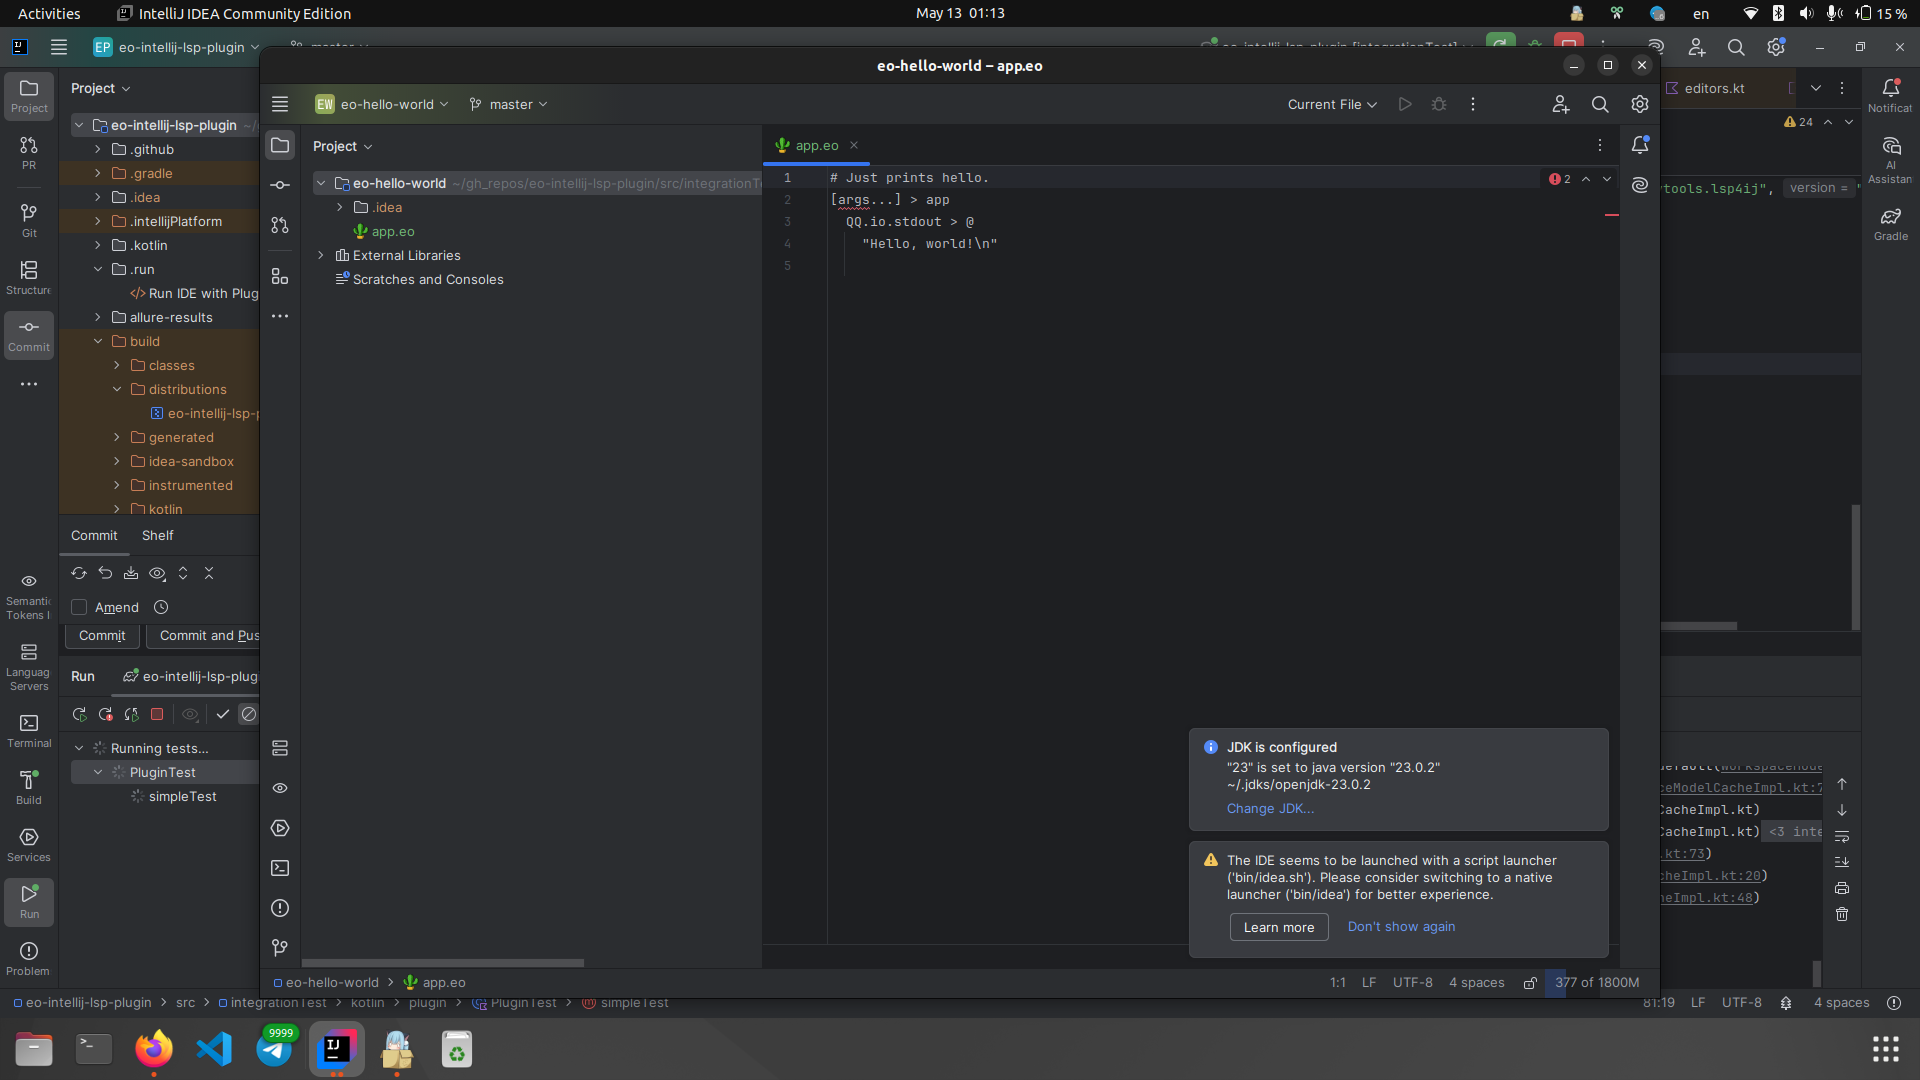 Activities
IntelliJ IDEA Community Edition
May 13 01:13
en
15 %
EP eo-intellij-lsp-plugin
eo-hello-world – app.eo
EW eo-hello-world
master
Current File
Project
PR
Git
Structure
Commit
Project
eo-intellij-lsp-plugin
.github
.gradle
.idea
.intellijPlatform
.kotlin
.run
Run IDE with Plug
allure-results
build
classes
distributions
eo-intellij-lsp-p
generated
idea-sandbox
instrumented
kotlin
Commit
Shelf
Amend
Commit
Commit and Pus
Run
eo-intellij-lsp-plug
Running tests...
PluginTest
simpleTest
Semantic
Tokens I
Languag
Servers
Terminal
Build
Services
Run
Problem
Project
eo-hello-world ~/gh_repos/eo-intellij-lsp-plugin/src/integrationTe
.idea
app.eo
External Libraries
Scratches and Consoles
app.eo
1 # Just prints hello.
2 [args...] > app
3 QQ.io.stdout > @
4 "Hello, world!\n"
5
2
JDK is configured
"23" is set to java version "23.0.2"
~/.jdks/openjdk-23.0.2
Change JDK...
The IDE seems to be launched with a script launcher
('bin/idea.sh'). Please consider switching to a native
launcher ('bin/idea') for better experience.
Learn more
Don't show again
eo-hello-world
app.eo
1:1
LF
UTF-8
4 spaces
377 of 1800M
editors.kt
24
ytools.lsp4ij", version = "
Notificat
AI
Assistan
Gradle
ceModelCacheImpl.kt:7
CacheImpl.kt)
CacheImpl.kt) <3 inte
.kt:73)
cheImpl.kt:20)
heImpl.kt:48)
eo-intellij-lsp-plugin
src
integrationTest
kotlin
plugin
PluginTest
simpleTest
81:19
LF
UTF-8
4 spaces
9999
IJ